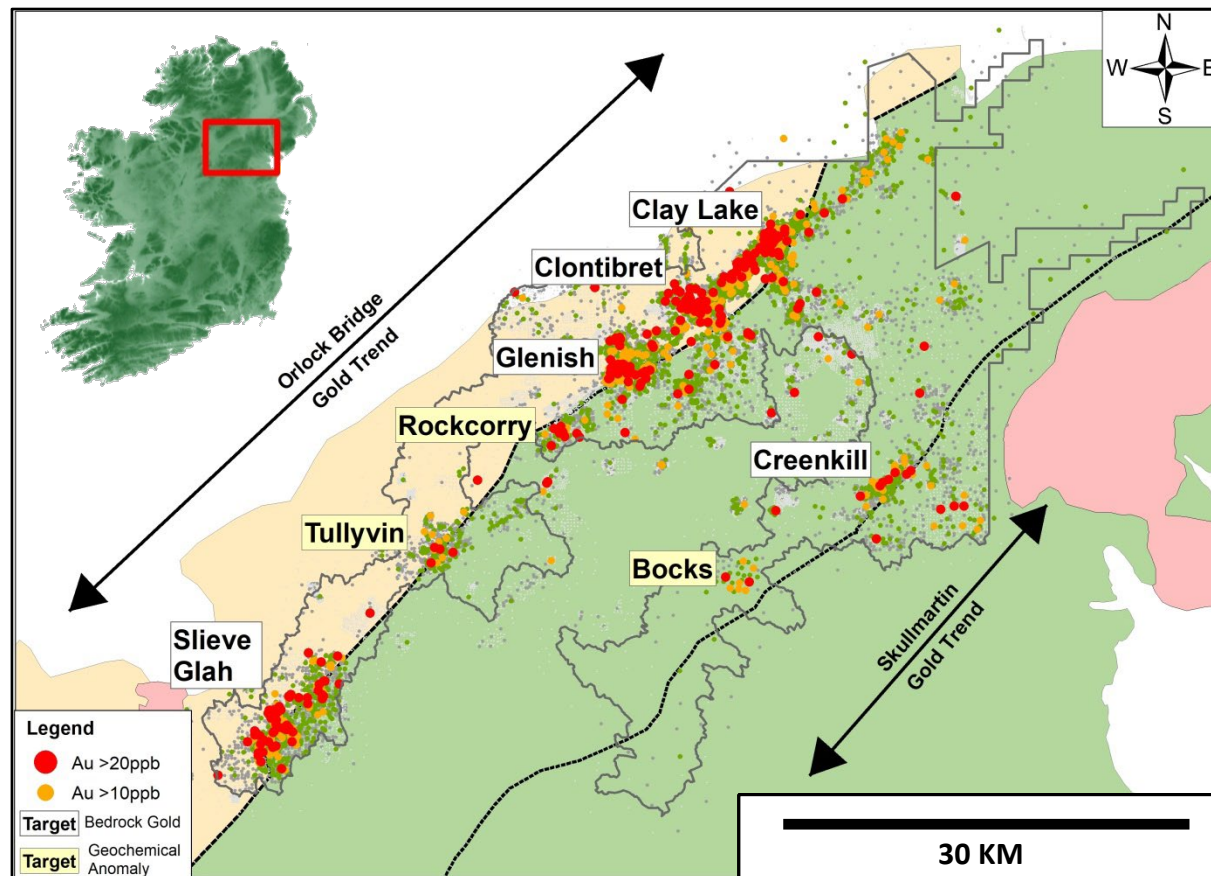 N
W
E
S
Orlock Bridge
Gold Trend
Clay Lake
Clontibret
Glenish
Rockcorry
Creenkill
Tullyvin
Bocks
Slieve
Glah
Skullmartin
Gold Trend
Legend
Au >20ppb
Au >10ppb
Target Bedrock Gold
Target Geochemical
Anomaly
30 KM